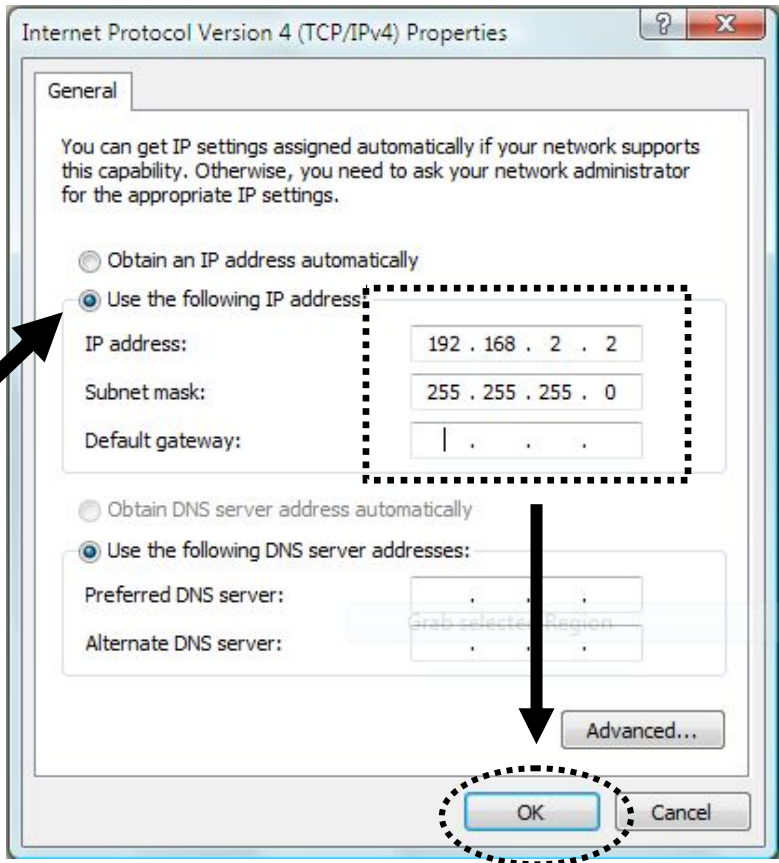 Internet Protocol Version 4 (TCP/IPv4) Properties
General
You can get IP settings assigned automatically if your network supports
this capability. Otherwise, you need to ask your network administrator
for the appropriate IP settings.
Obtain an IP address automatically
Use the following IP address:
IP address: 192 . 168 . 2 . 2
Subnet mask: 255 . 255 . 255 . 0
Default gateway: . . .
Obtain DNS server address automatically
Use the following DNS server addresses:
Preferred DNS server: . . .
Grab selected Region
Alternate DNS server: . . .
Advanced...
OK Cancel